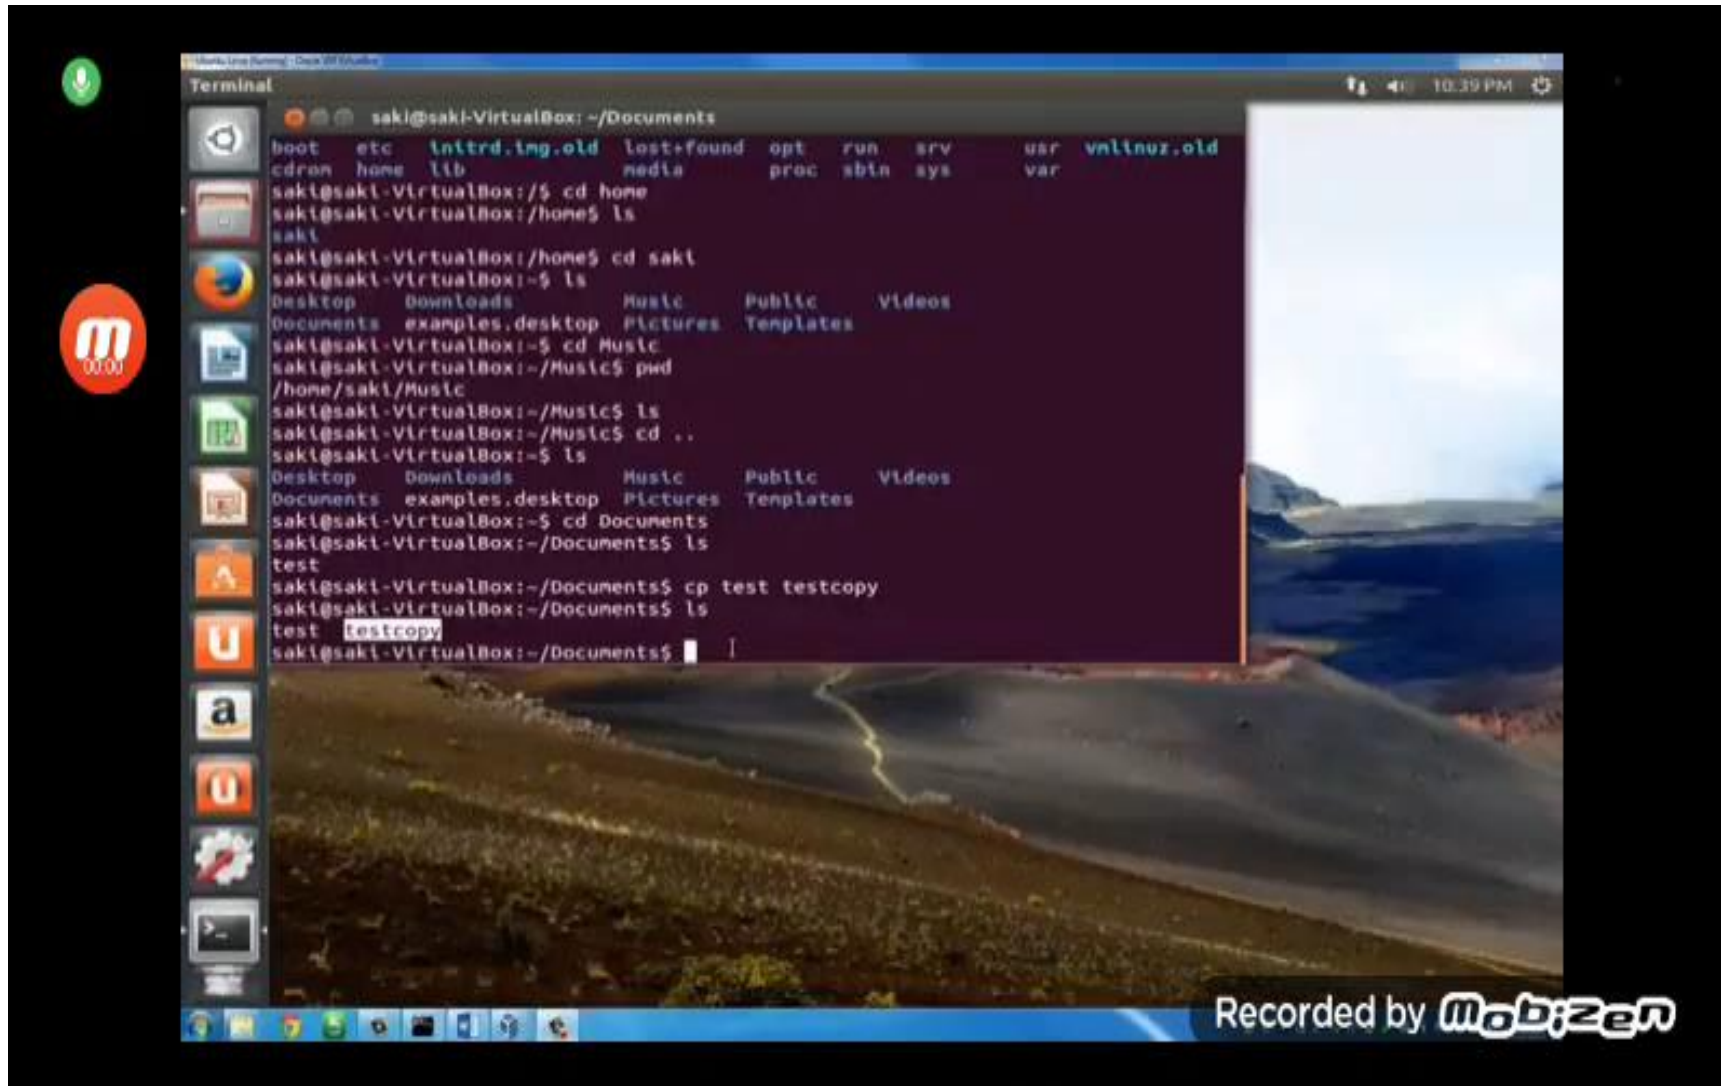 Terminal
10:39 PM
saki@saki-VirtualBox: ~/Documents
boot etc initrd.img.old lost+found opt run srv usr vmlinuz.old
cdrom home lib media proc sbin sys var
saki@saki-VirtualBox:/$ cd home
saki@saki-VirtualBox:/home$ ls
saki
saki@saki-VirtualBox:/home$ cd saki
saki@saki-VirtualBox:~$ ls
Desktop Downloads Music Public Videos
Documents examples.desktop Pictures Templates
saki@saki-VirtualBox:~$ cd Music
saki@saki-VirtualBox:~/Music$ pwd
/home/saki/Music
saki@saki-VirtualBox:~/Music$ ls
saki@saki-VirtualBox:~/Music$ cd ..
saki@saki-VirtualBox:~$ ls
Desktop Downloads Music Public Videos
Documents examples.desktop Pictures Templates
saki@saki-VirtualBox:~$ cd Documents
saki@saki-VirtualBox:~/Documents$ ls
test
saki@saki-VirtualBox:~/Documents$ cp test testcopy
saki@saki-VirtualBox:~/Documents$ ls
test testcopy
saki@saki-VirtualBox:~/Documents$
00:00
Recorded by mobizen